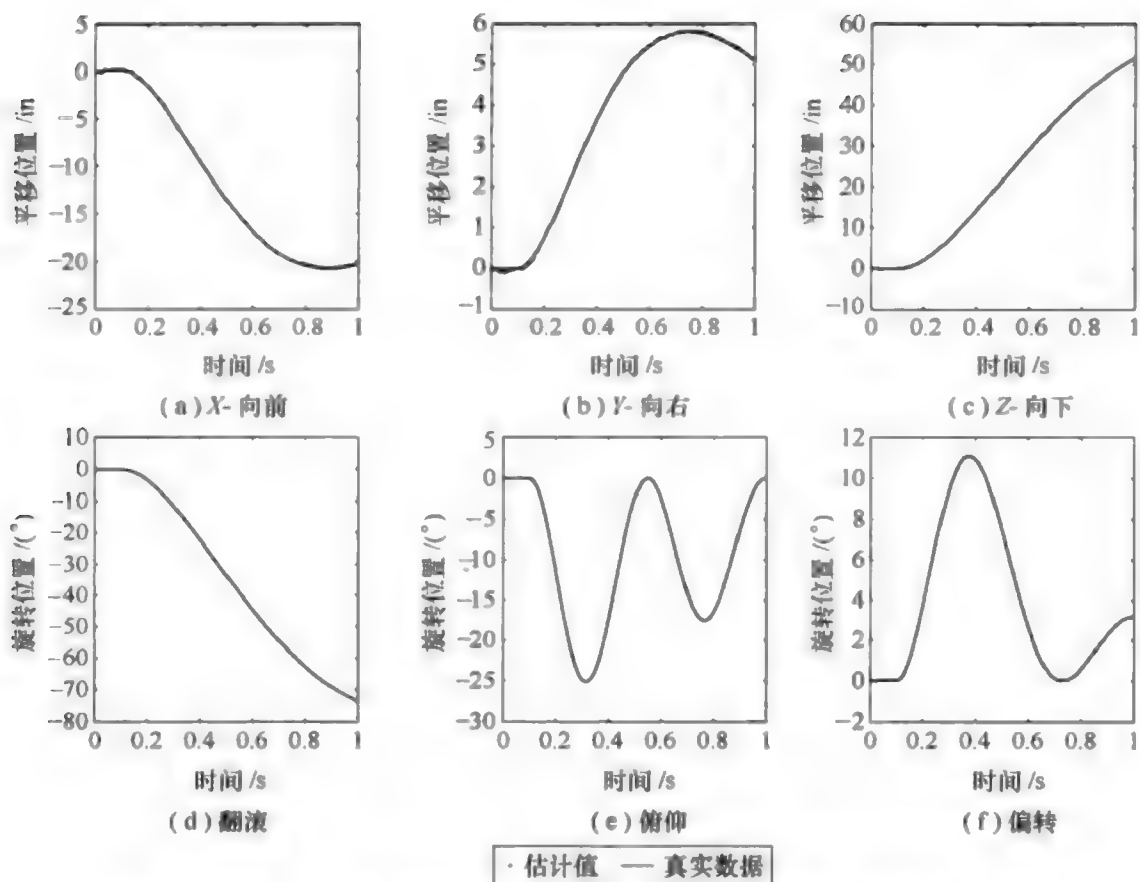 平移位置 /in
5
0
-5
-10
-15
-20
-25
0 0.2 0.4 0.6 0.8 1
时间 /s
(a) X- 向前
平移位置 /in
6
5
4
3
2
1
0
-1
0 0.2 0.4 0.6 0.8 1
时间 /s
(b) Y- 向右
平移位置 /in
60
50
40
30
20
10
0
-10
0 0.2 0.4 0.6 0.8 1
时间 /s
(c) Z- 向下
旋转位置 /(°)
10
0
-10
-20
-30
-40
-50
-60
-70
-80
0 0.2 0.4 0.6 0.8 1
时间 /s
(d) 翻滚
旋转位置 /(°)
5
0
-5
-10
-15
-20
-25
-30
0 0.2 0.4 0.6 0.8 1
时间 /s
(e) 俯仰
旋转位置 /(°)
12
10
8
6
4
2
0
-2
0 0.2 0.4 0.6 0.8 1
时间 /s
(f) 偏转
· 估计值 — 真实数据